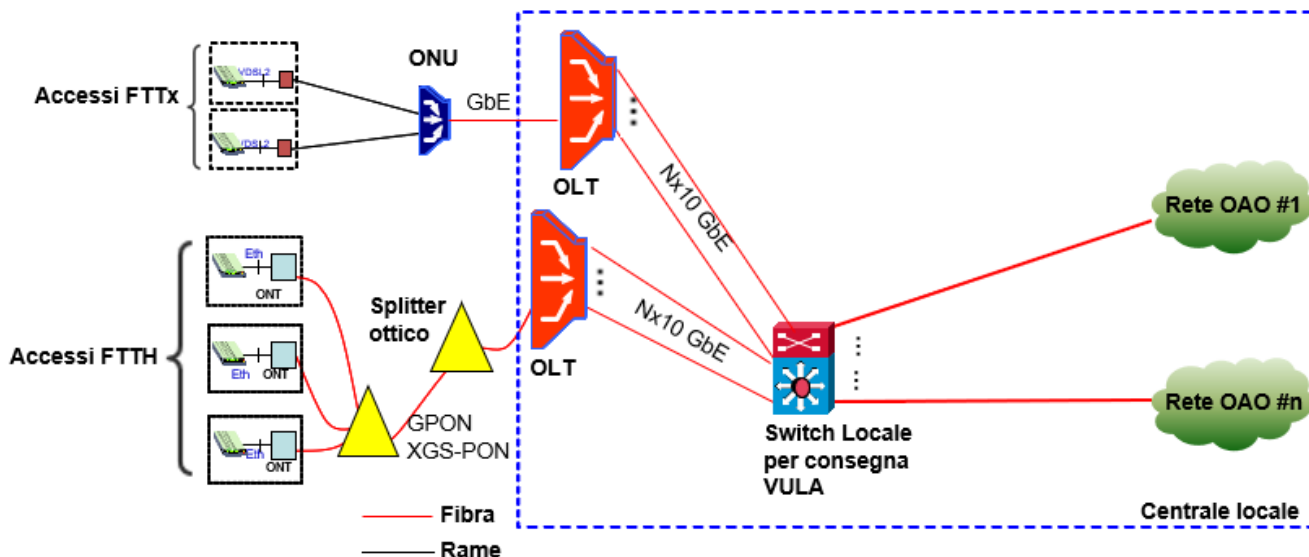 Accessi FTTx
VDSL2
VDSL2
ONU
GbE
OLT
Nx10 GbE
Accessi FTTH
Eth
ONT
Eth
ONT
Eth
ONT
Splitter
ottico
GPON
XGS-PON
OLT
Nx10 GbE
Switch Locale
per consegna
VULA
Rete OAO #1
Rete OAO #n
Centrale locale
Fibra
Rame